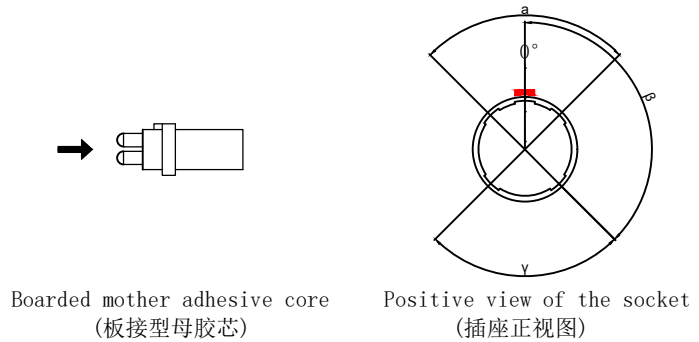 a
0°
β
γ
Boarded mother adhesive core
(板接型母胶芯)
Positive view of the socket
(插座正视图)